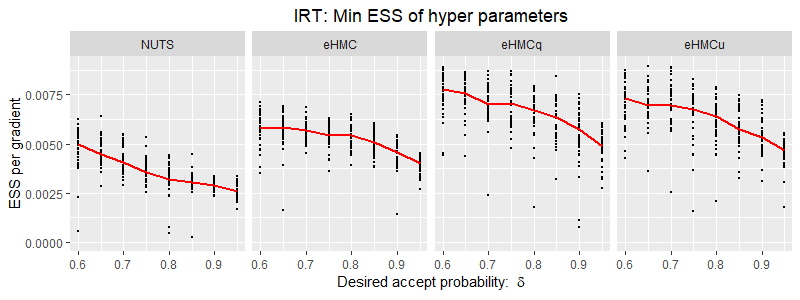 IRT: Min ESS of hyper parameters
NUTS
eHMC
eHMCq
eHMCu
ESS per gradient
0.0075
0.0050
0.0025
0.0000
0.6 0.7 0.8 0.9
0.6 0.7 0.8 0.9
0.6 0.7 0.8 0.9
0.6 0.7 0.8 0.9
Desired accept probability: δ